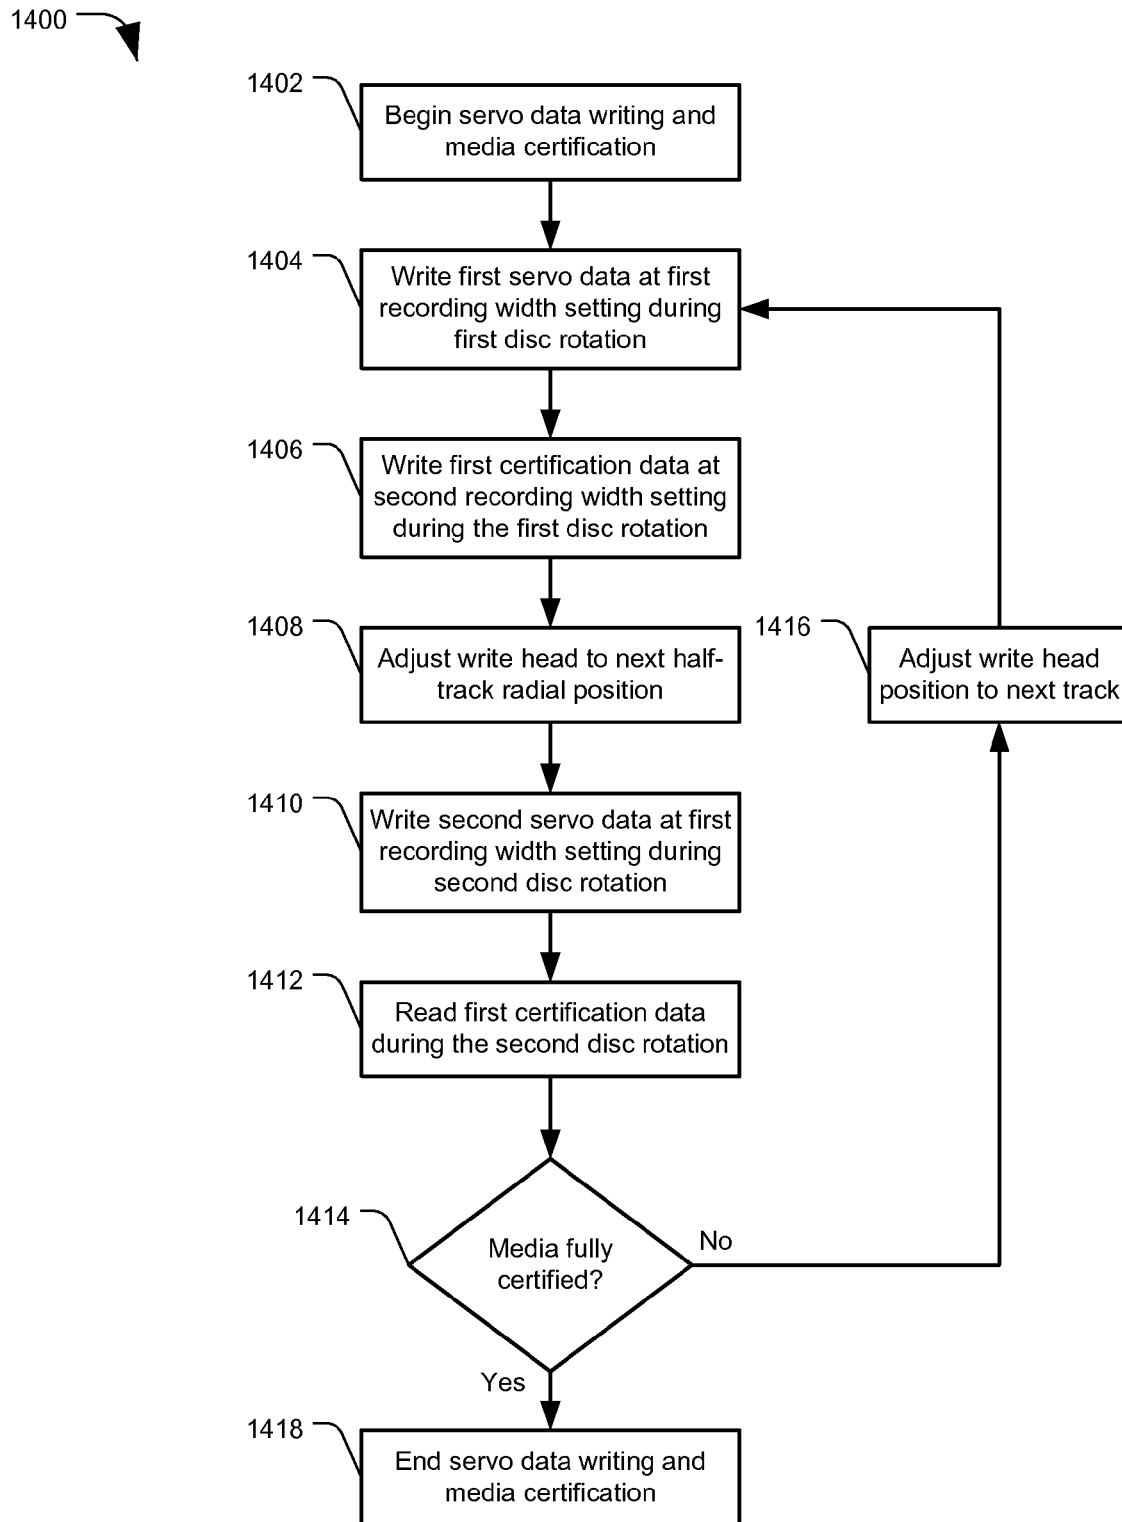 1400
1402
Begin servo data writing and
media certification
1404
Write first servo data at first
recording width setting during
first disc rotation
1406
Write first certification data at
second recording width setting
during the first disc rotation
1408
Adjust write head to next half-
track radial position
1416
Adjust write head
position to next track
1410
Write second servo data at first
recording width setting during
second disc rotation
1412
Read first certification data
during the second disc rotation
1414
Media fully
certified?
No
Yes
1418
End servo data writing and
media certification